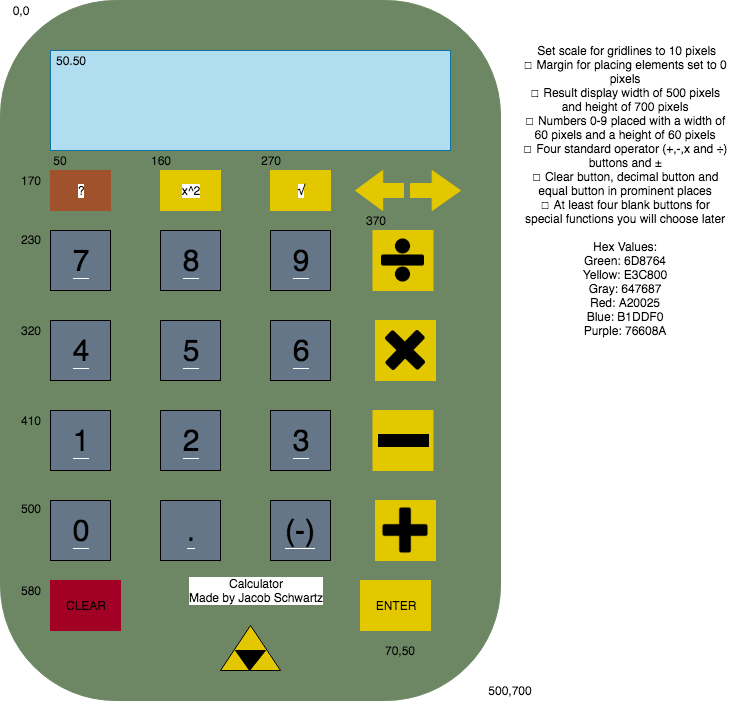 0,0
50.50
50
160
270
170
?
x^2
√
370
230
7
8
9
÷
320
4
5
6
×
410
1
2
3
−
500
0
.
(-)
+
580
CLEAR
Calculator
Made by Jacob Schwartz
ENTER
70,50
500,700
Set scale for gridlines to 10 pixels
□ Margin for placing elements set to 0
pixels
□ Result display width of 500 pixels
and height of 700 pixels
□ Numbers 0-9 placed with a width of
60 pixels and a height of 60 pixels
□ Four standard operator (+,-,x and ÷)
buttons and ±
□ Clear button, decimal button and
equal button in prominent places
□ At least four blank buttons for
special functions you will choose later
Hex Values:
Green: 6D8764
Yellow: E3C800
Gray: 647687
Red: A20025
Blue: B1DDF0
Purple: 76608A